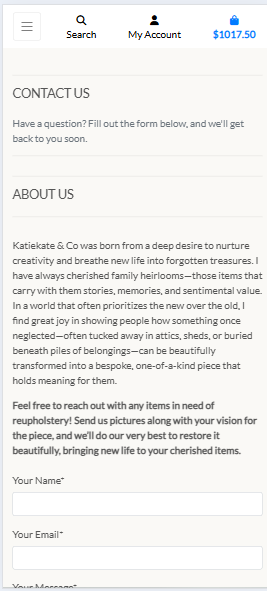 Search
My Account
$1017.50
CONTACT US
Have a question? Fill out the form below, and we'll get
back to you soon.
ABOUT US
Katiekate & Co was born from a deep desire to nurture
creativity and breathe new life into forgotten treasures. I
have always cherished family heirlooms—those items that
carry with them stories, memories, and sentimental value.
In a world that often prioritizes the new over the old, I
find great joy in showing people how something once
neglected—often tucked away in attics, sheds, or buried
beneath piles of belongings—can be beautifully
transformed into a bespoke, one-of-a-kind piece that
holds meaning for them.
Feel free to reach out with any items in need of
reupholstery! Send us pictures along with your vision for
the piece, and we'll do our very best to restore it
beautifully, bringing new life to your cherished items.
Your Name*
Your Email*
Your Message*